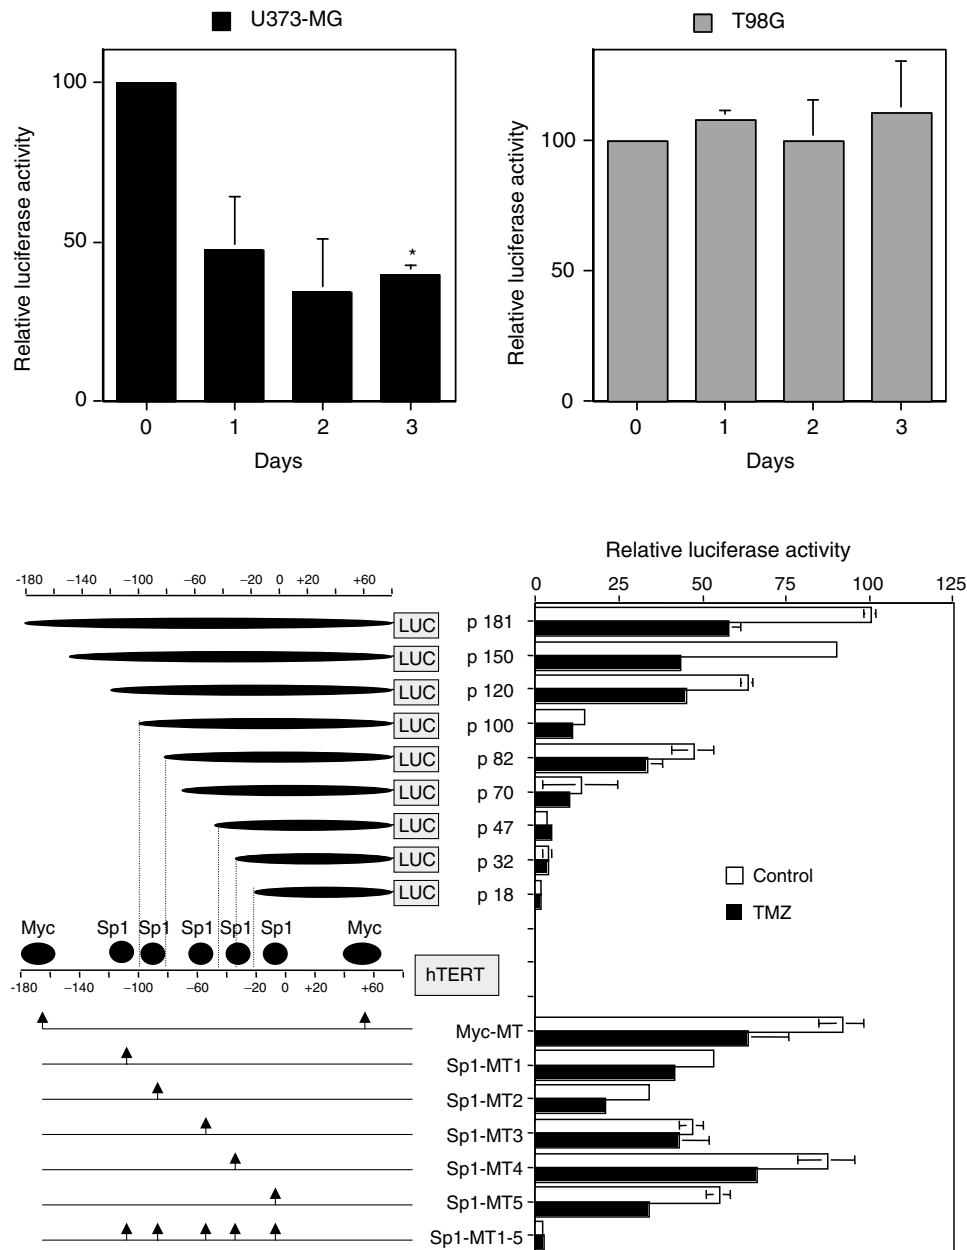 U373-MG
Relative luciferase activity
100
50
0
0 1 2 3
Days
*
T98G
Relative luciferase activity
100
50
0
0 1 2 3
Days
Relative luciferase activity
0 25 50 75 100 125
-180 −140 −100 −60 −20 0 +20 +60
LUC p 181
LUC p 150
LUC p 120
LUC p 100
LUC p 82
LUC p 70
LUC p 47
LUC p 32
LUC p 18
Control
TMZ
Myc Sp1 Sp1 Sp1 Sp1 Sp1 Myc
hTERT
-180 −140 −100 −60 −20 0 +20 +60
Myc-MT
Sp1-MT1
Sp1-MT2
Sp1-MT3
Sp1-MT4
Sp1-MT5
Sp1-MT1-5